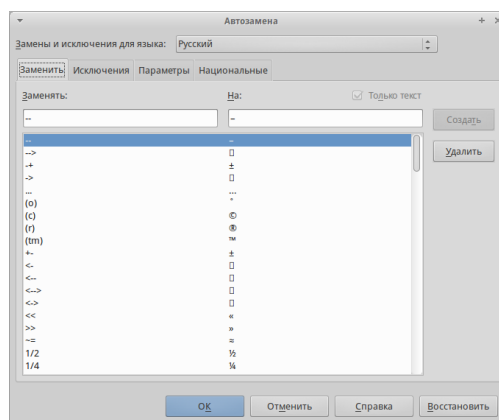 Автозамена
Замены и исключения для языка: Русский
Заменить Исключения Параметры Национальные
Заменять: На: Только текст
-- – Создать
-- – Удалить
-->
-+ ±
->
... …
(o) °
(c) ©
(r) ®
(tm) ™
+- ±
<-
<--
<-->
<->
<< «
>> »
~= ≈
1/2 ½
1/4 ¼
OK Отменить Справка Восстановить